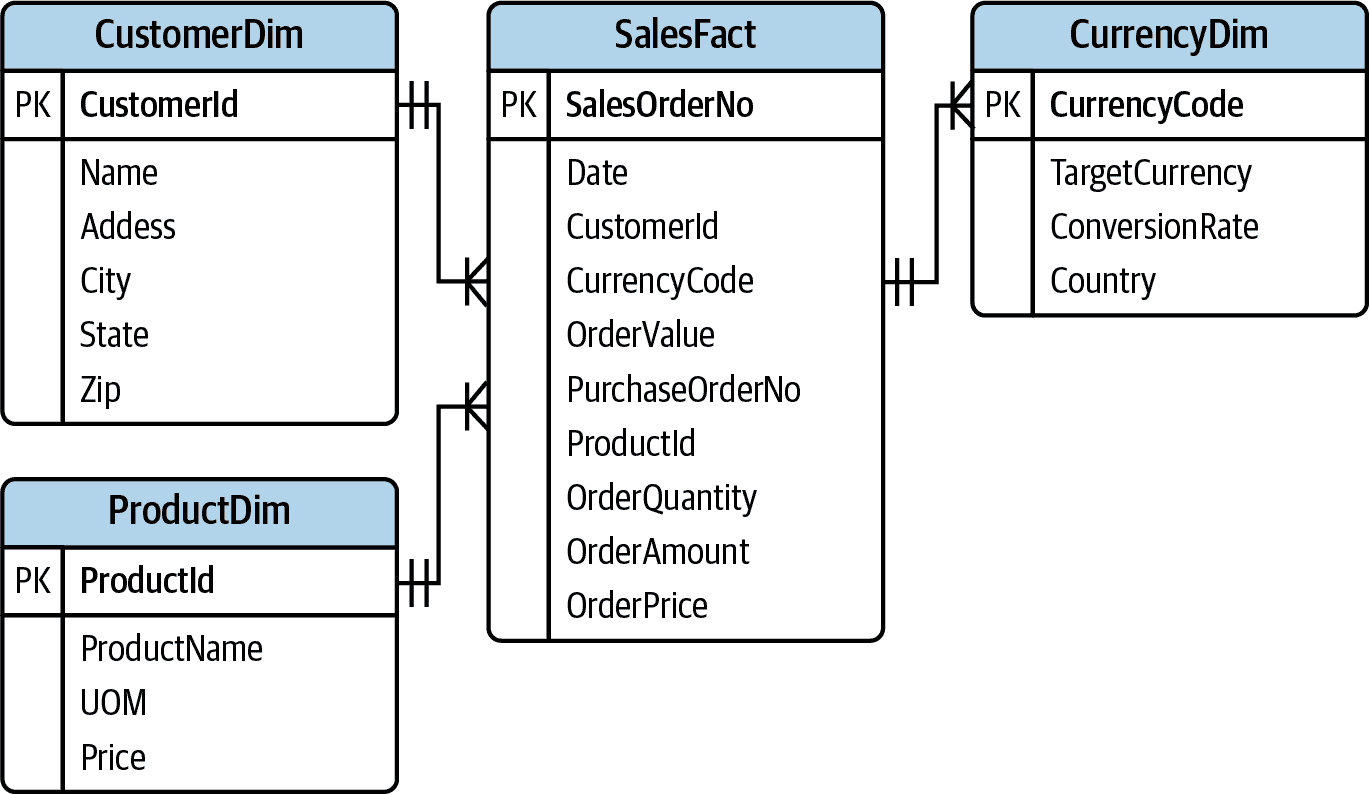 CustomerDim
PK CustomerId
Name
Addess
City
State
Zip
ProductDim
PK ProductId
ProductName
UOM
Price
SalesFact
PK SalesOrderNo
Date
CustomerId
CurrencyCode
OrderValue
PurchaseOrderNo
ProductId
OrderQuantity
OrderAmount
OrderPrice
CurrencyDim
PK CurrencyCode
TargetCurrency
ConversionRate
Country